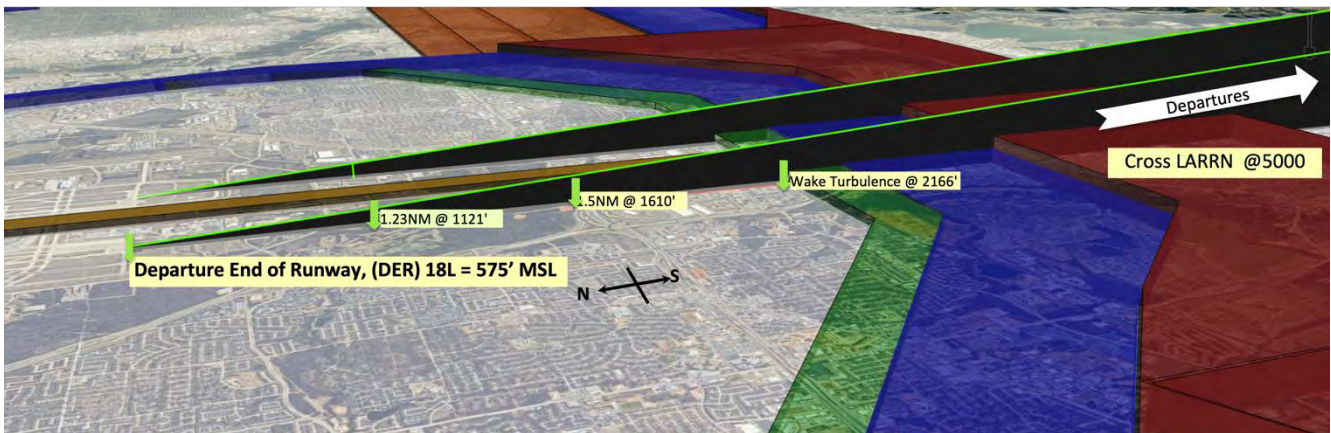 Departures
Cross LARRN @5000
Wake Turbulence @ 2166'
1.5NM @ 1610'
1.23NM @ 1121'
Departure End of Runway, (DER) 18L = 575' MSL
N
S